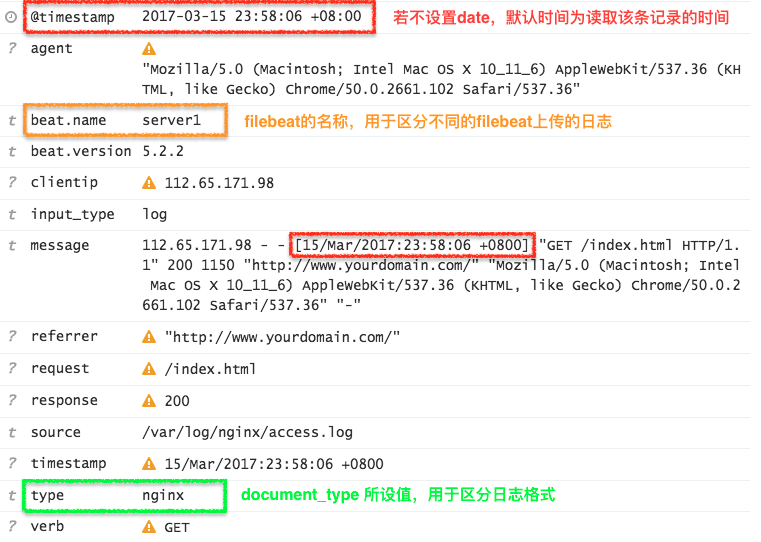 @timestamp 2017-03-15 23:58:06 +08:00 若不设置date，默认时间为读取该条记录的时间
? agent
"Mozilla/5.0 (Macintosh; Intel Mac OS X 10_11_6) AppleWebKit/537.36 (KH
TML, like Gecko) Chrome/50.0.2661.102 Safari/537.36"
t beat.name server1 filebeat的名称，用于区分不同的filebeat上传的日志
t beat.version 5.2.2
? clientip 112.65.171.98
t input_type log
t message 112.65.171.98 - - [15/Mar/2017:23:58:06 +0800] "GET /index.html HTTP/1.
1" 200 1150 "http://www.yourdomain.com/" "Mozilla/5.0 (Macintosh; Intel
Mac OS X 10_11_6) AppleWebKit/537.36 (KHTML, like Gecko) Chrome/50.0.2
661.102 Safari/537.36" "-"
? referrer "http://www.yourdomain.com/"
? request /index.html
? response 200
t source /var/log/nginx/access.log
? timestamp 15/Mar/2017:23:58:06 +0800
t type nginx document_type 所设值，用于区分日志格式
? verb GET